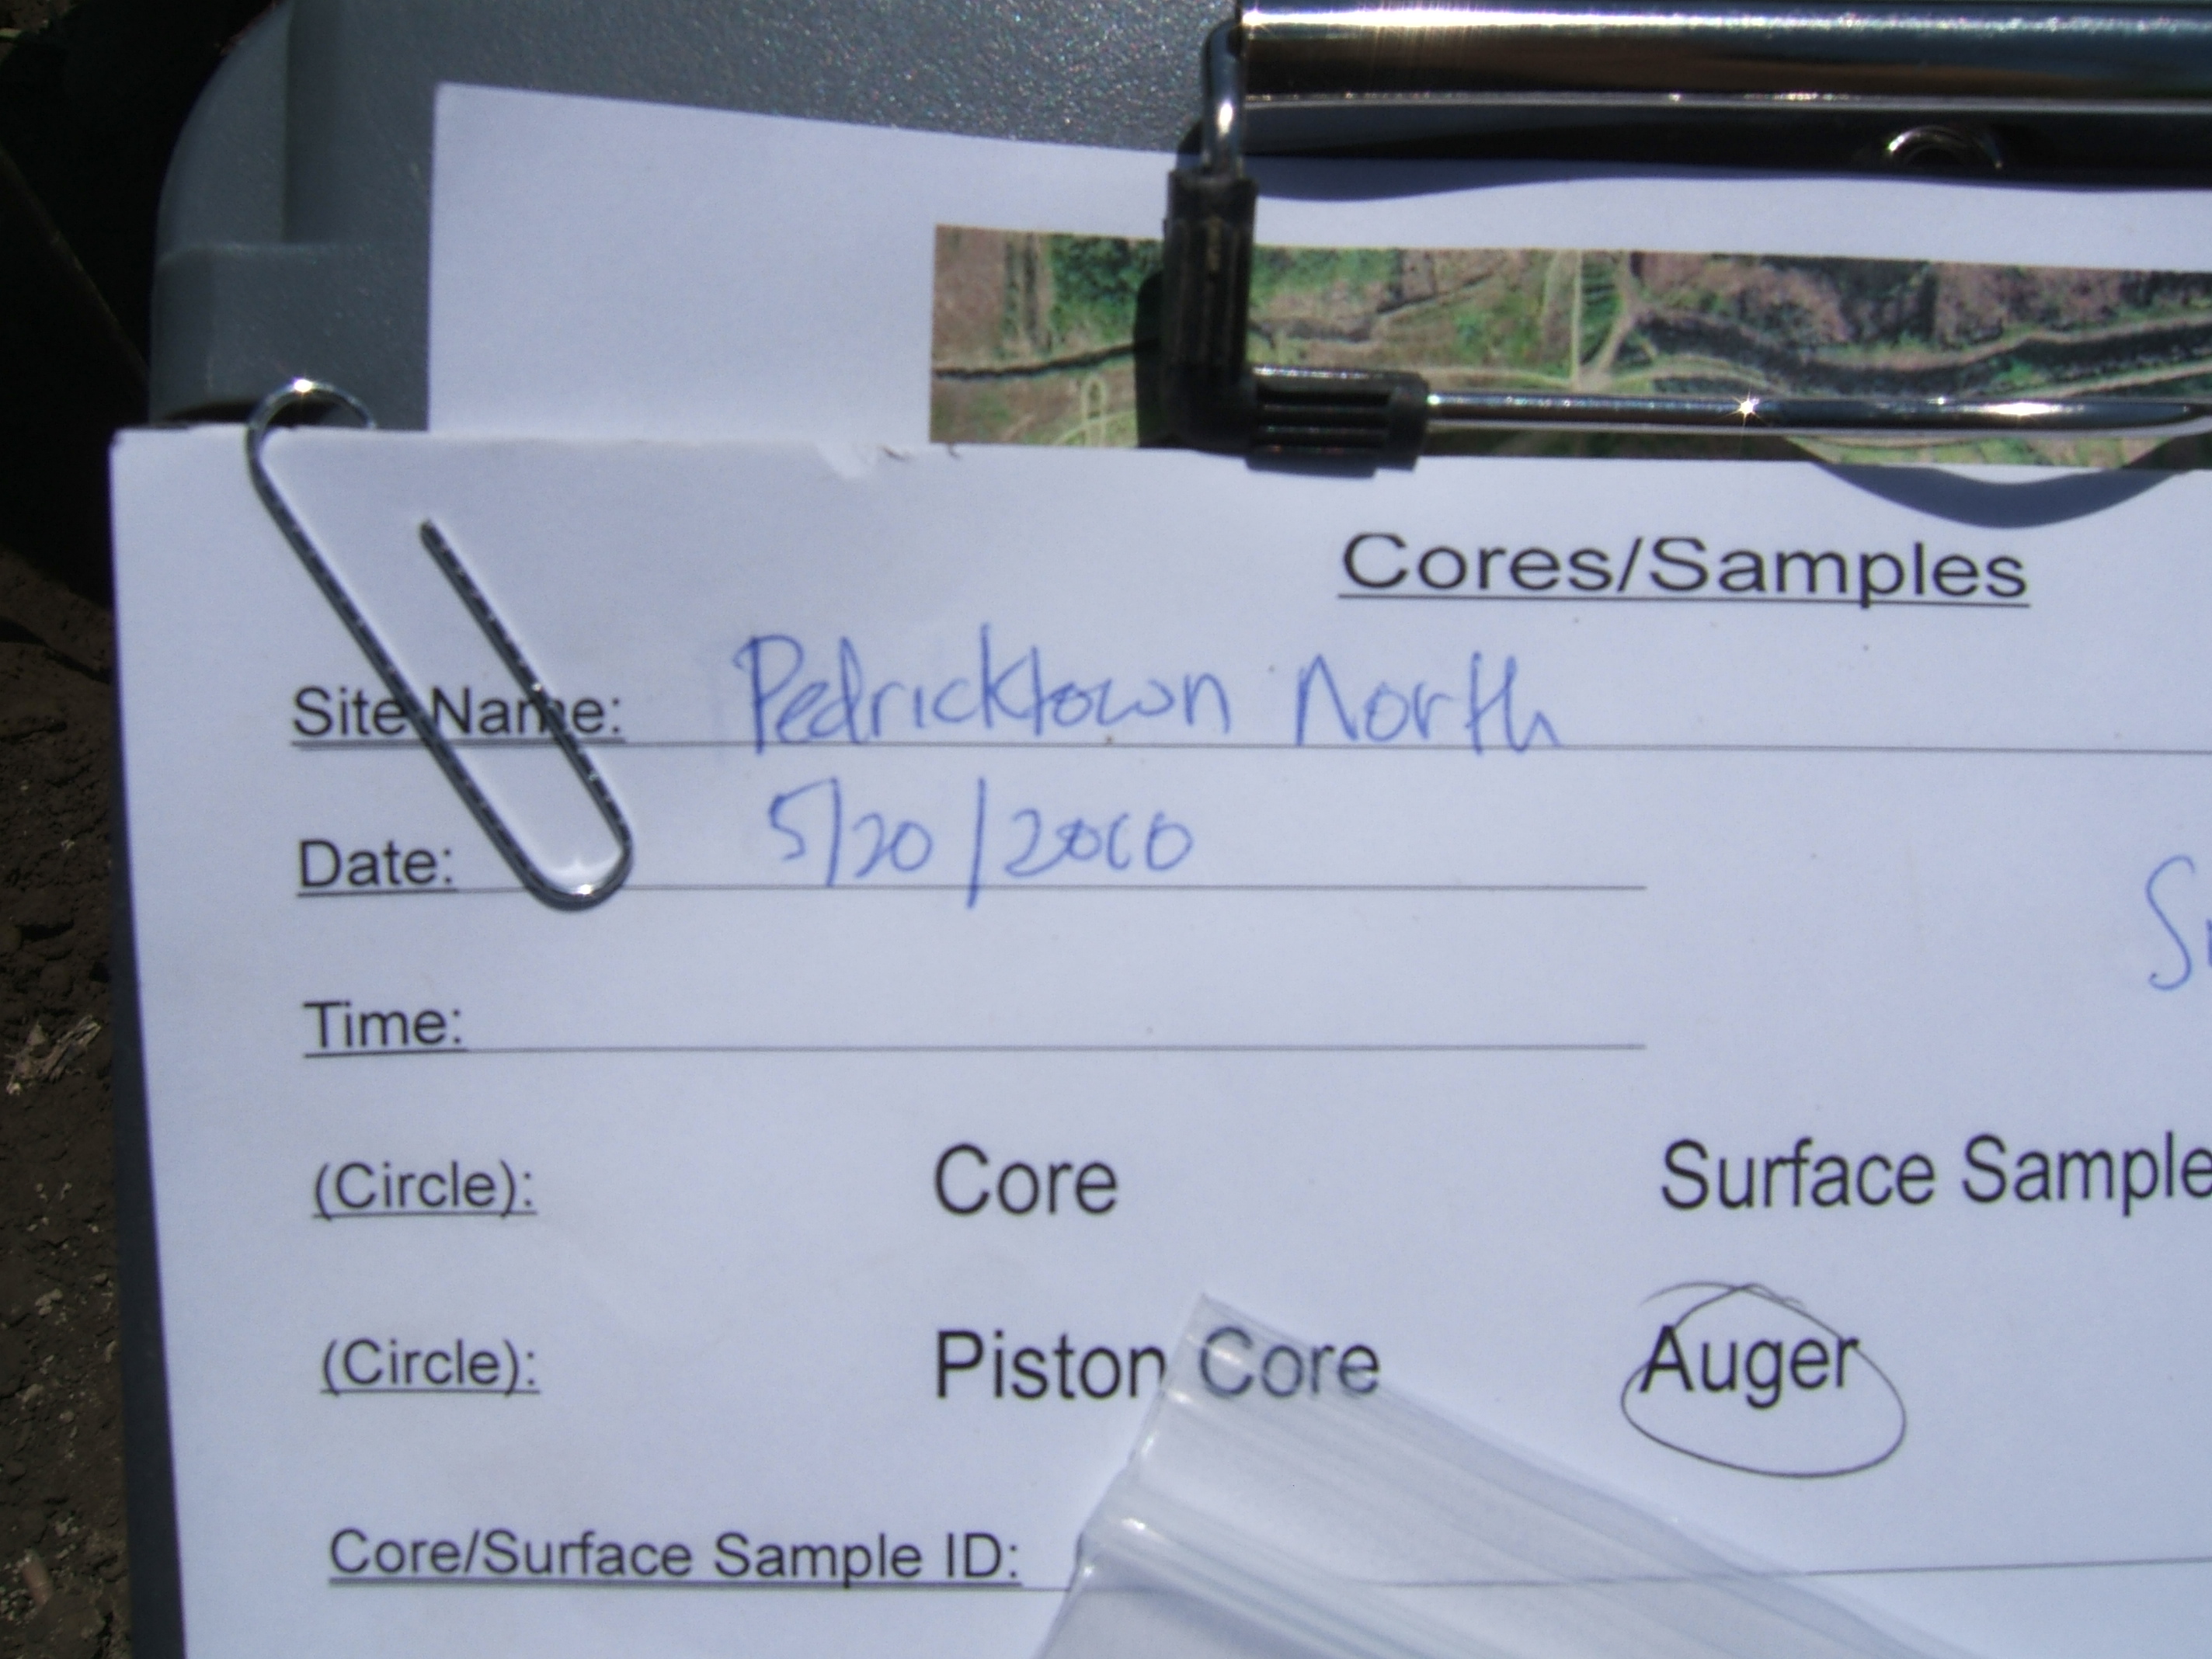 Cores/Samples
Site Name: Pedricktown North
Date: 5/20/2010
Time:
(Circle): Core Surface Sample
(Circle): Piston Core Auger
Core/Surface Sample ID: